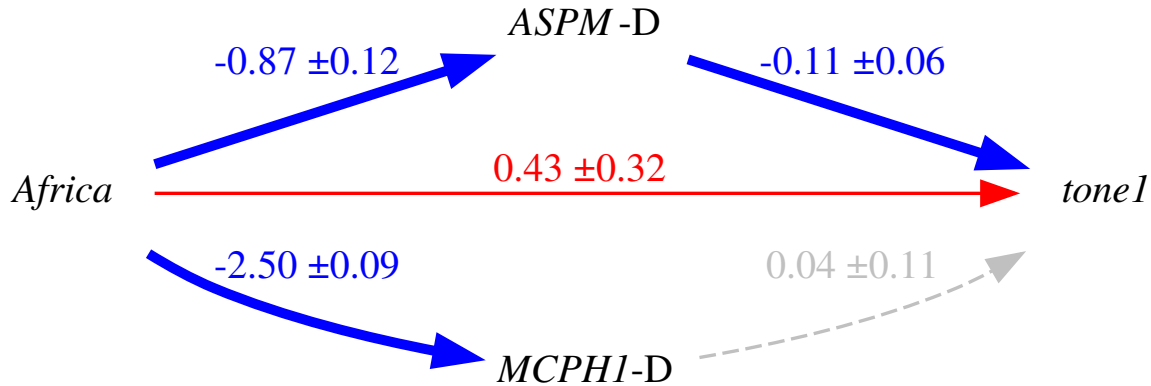 ASPM -D
-0.87 ±0.12
-0.11 ±0.06
0.43 ±0.32
Africa
tone1
-2.50 ±0.09
0.04 ±0.11
MCPH1-D